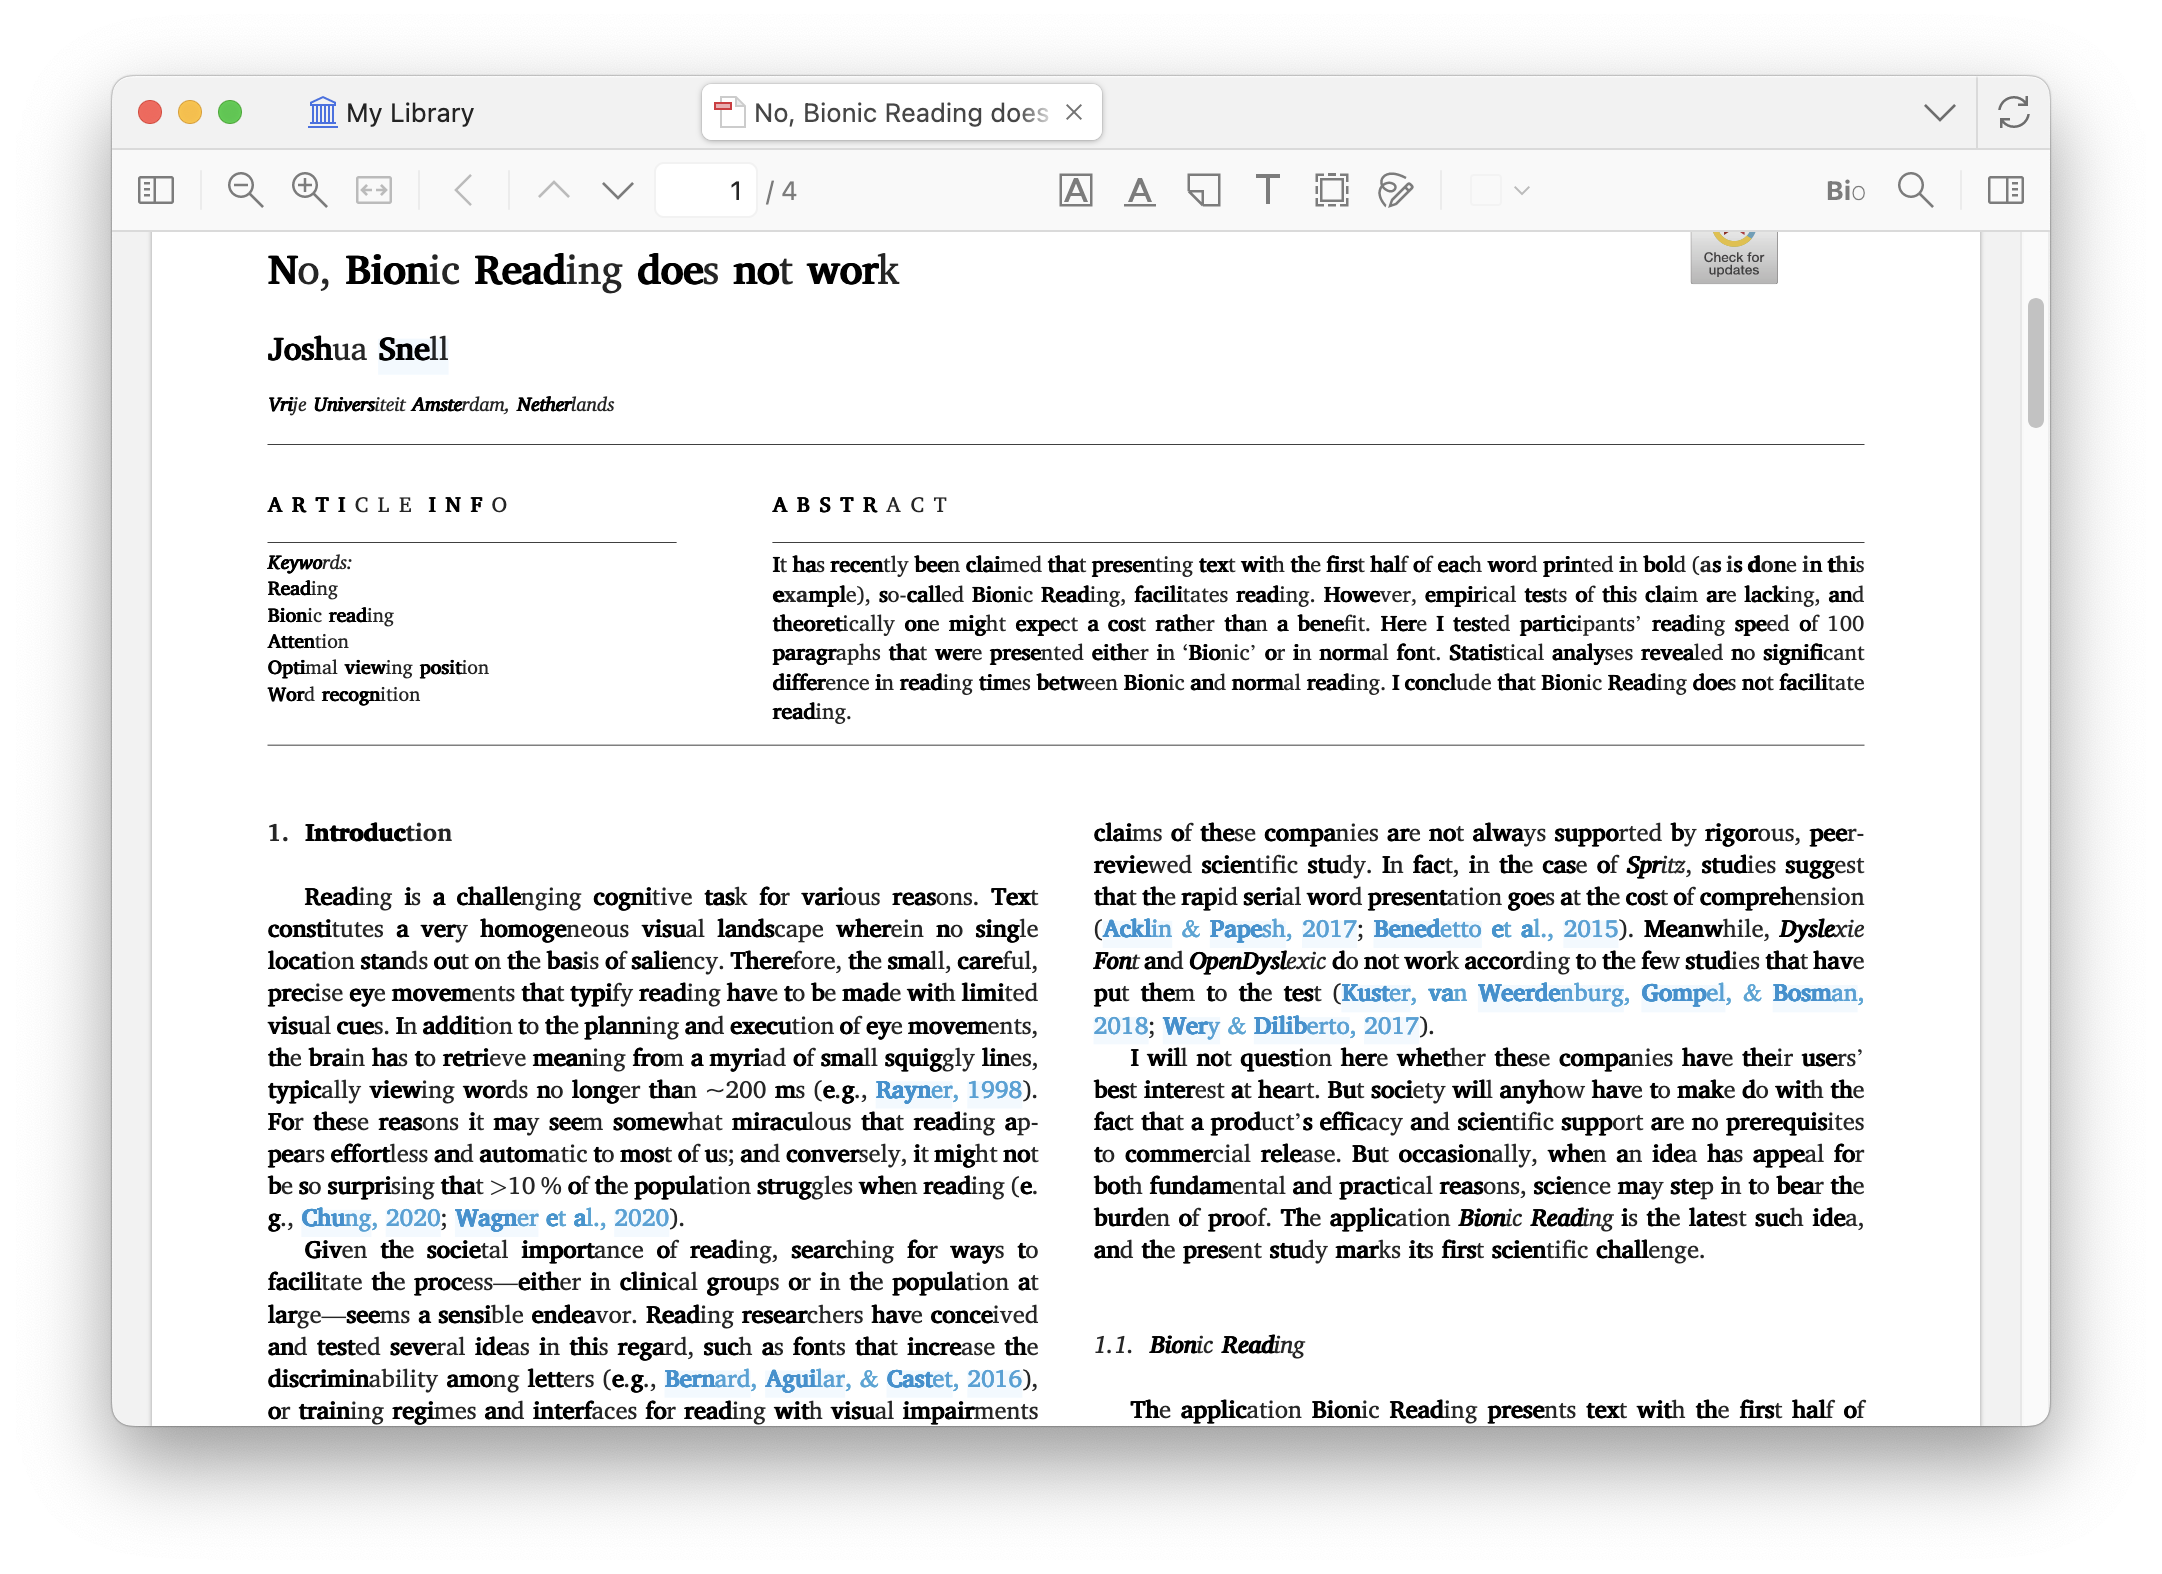 My Library
No, Bionic Reading does
1 / 4
Bio
No, Bionic Reading does not work
Check for
updates
Joshua Snell
Vrije Universiteit Amsterdam, Netherlands
ARTICLE INFO
Keywords:
Reading
Bionic reading
Attention
Optimal viewing position
Word recognition
ABSTRACT
It has recently been claimed that presenting text with the first half of each word printed in bold (as is done in this
example), so-called Bionic Reading, facilitates reading. However, empirical tests of this claim are lacking, and
theoretically one might expect a cost rather than a benefit. Here I tested participants’ reading speed of 100
paragraphs that were presented either in ‘Bionic’ or in normal font. Statistical analyses revealed no significant
difference in reading times between Bionic and normal reading. I conclude that Bionic Reading does not facilitate
reading.
1. Introduction
Reading is a challenging cognitive task for various reasons. Text
constitutes a very homogeneous visual landscape wherein no single
location stands out on the basis of saliency. Therefore, the small, careful,
precise eye movements that typify reading have to be made with limited
visual cues. In addition to the planning and execution of eye movements,
the brain has to retrieve meaning from a myriad of small squiggly lines,
typically viewing words no longer than ~200 ms (e.g., Rayner, 1998).
For these reasons it may seem somewhat miraculous that reading ap-
pears effortless and automatic to most of us; and conversely, it might not
be so surprising that >10 % of the population struggles when reading (e.
g., Chung, 2020; Wagner et al., 2020).
Given the societal importance of reading, searching for ways to
facilitate the process—either in clinical groups or in the population at
large—seems a sensible endeavor. Reading researchers have conceived
and tested several ideas in this regard, such as fonts that increase the
discriminability among letters (e.g., Bernard, Aguilar, & Castet, 2016),
or training regimes and interfaces for reading with visual impairments
claims of these companies are not always supported by rigorous, peer-
reviewed scientific study. In fact, in the case of Spritz, studies suggest
that the rapid serial word presentation goes at the cost of comprehension
(Acklin & Papesh, 2017; Benedetto et al., 2015). Meanwhile, Dyslexie
Font and OpenDyslexic do not work according to the few studies that have
put them to the test (Kuster, van Weerdenburg, Gompel, & Bosman,
2018; Wery & Diliberto, 2017).
I will not question here whether these companies have their users’
best interest at heart. But society will anyhow have to make do with the
fact that a product’s efficacy and scientific support are no prerequisites
to commercial release. But occasionally, when an idea has appeal for
both fundamental and practical reasons, science may step in to bear the
burden of proof. The application Bionic Reading is the latest such idea,
and the present study marks its first scientific challenge.
1.1. Bionic Reading
The application Bionic Reading presents text with the first half of